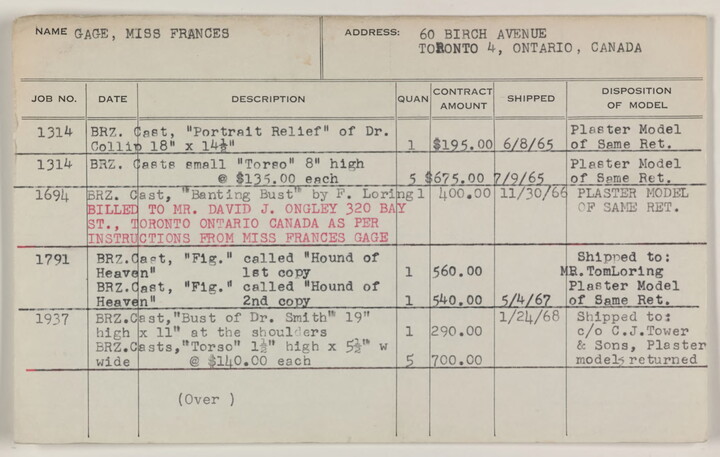 NAME GAGE, MISS FRANCES
ADDRESS: 60 BIRCH AVENUE
TORONTO 4, ONTARIO, CANADA
JOB NO. DATE DESCRIPTION QUAN CONTRACT AMOUNT SHIPPED DISPOSITION OF MODEL
1314 BRZ. Cast, "Portrait Relief" of Dr. Plaster Model
Collip 18" x 14½" 1 $195.00 6/8/65 of Same Ret.
1314 BRZ. Casts small "Torso" 8" high Plaster Model
@ $135.00 each 5 $675.00 7/9/65 of Same Ret.
1694 BRZ. Cast, "Banting Bust" by F. Loring 1 400.00 11/30/66 PLASTER MODEL
BILLED TO MR. DAVID J. ONGLEY 320 BAY OF SAME RET.
ST., TORONTO ONTARIO CANADA AS PER
INSTRUCTIONS FROM MISS FRANCES GAGE
1791 BRZ.Cast, "Fig." called "Hound of Shipped to:
Heaven" 1st copy 1 560.00 MR.TomLoring
BRZ.Cast, "Fig." called "Hound of Plaster Model
Heaven" 2nd copy 1 540.00 5/4/67 of Same Ret.
1937 BRZ.Cast,"Bust of Dr. Smith" 19" 1/24/68 Shipped to:
high x 11" at the shoulders 1 290.00 c/o C.J.Tower
BRZ.Casts,"Torso" 1½" high x 5½" w & Sons, Plaster
wide @ $140.00 each 5 700.00 models returned
(Over )